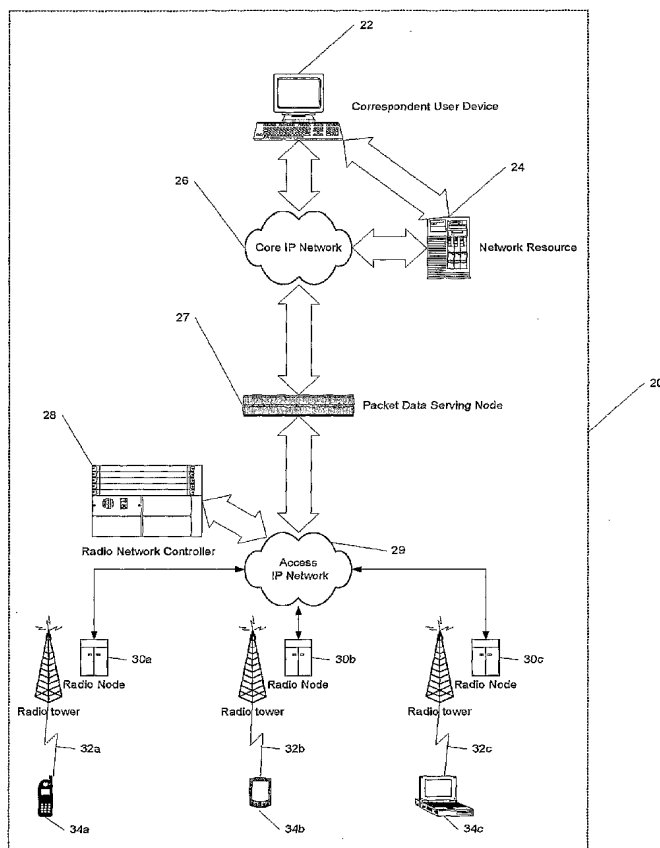 22
Correspondent User Device
26
24
Core IP Network
Network Resource
27
20
Packet Data Serving Node
28
Radio Network Controller
29
Access
IP Network
30a
30b
30c
Radio Node
Radio Node
Radio Node
Radio tower
Radio tower
Radio tower
32a
32b
32c
34a
34b
34c